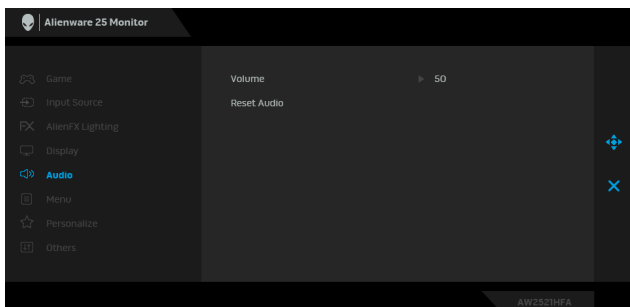 Alienware 25 Monitor
Game
Input Source
AlienFX Lighting
Display
Audio
Menu
Personalize
Others
Volume 50
Reset Audio
AW2521HFA